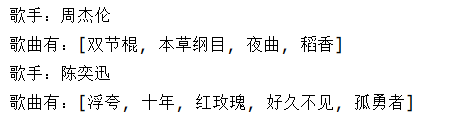 歌手：周杰伦
歌曲有：[双节棍, 本草纲目, 夜曲, 稻香]
歌手：陈奕迅
歌曲有：[浮夸, 十年, 红玫瑰, 好久不见, 孤勇者]